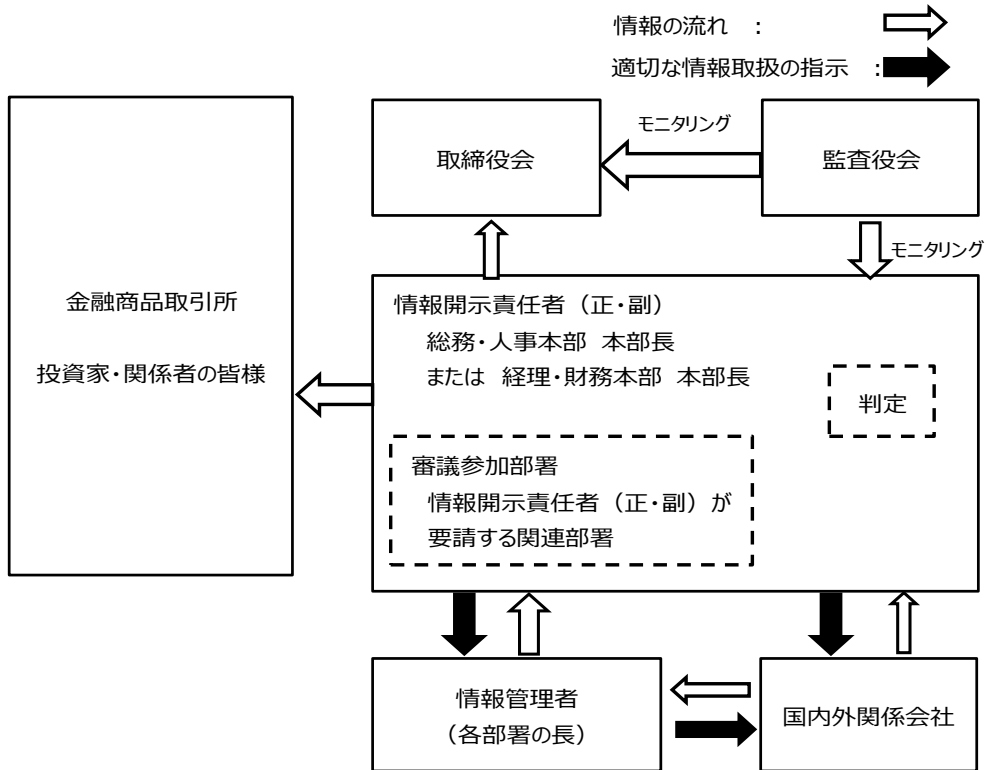 情報の流れ :
適切な情報取扱の指示 :
取締役会
モニタリング
監査役会
モニタリング
金融商品取引所
投資家・関係者の皆様
情報開示責任者（正・副）
総務・人事本部 本部長
または 経理・財務本部 本部長
判定
審議参加部署
情報開示責任者（正・副）が
要請する関連部署
情報管理者
（各部署の長）
国内外関係会社